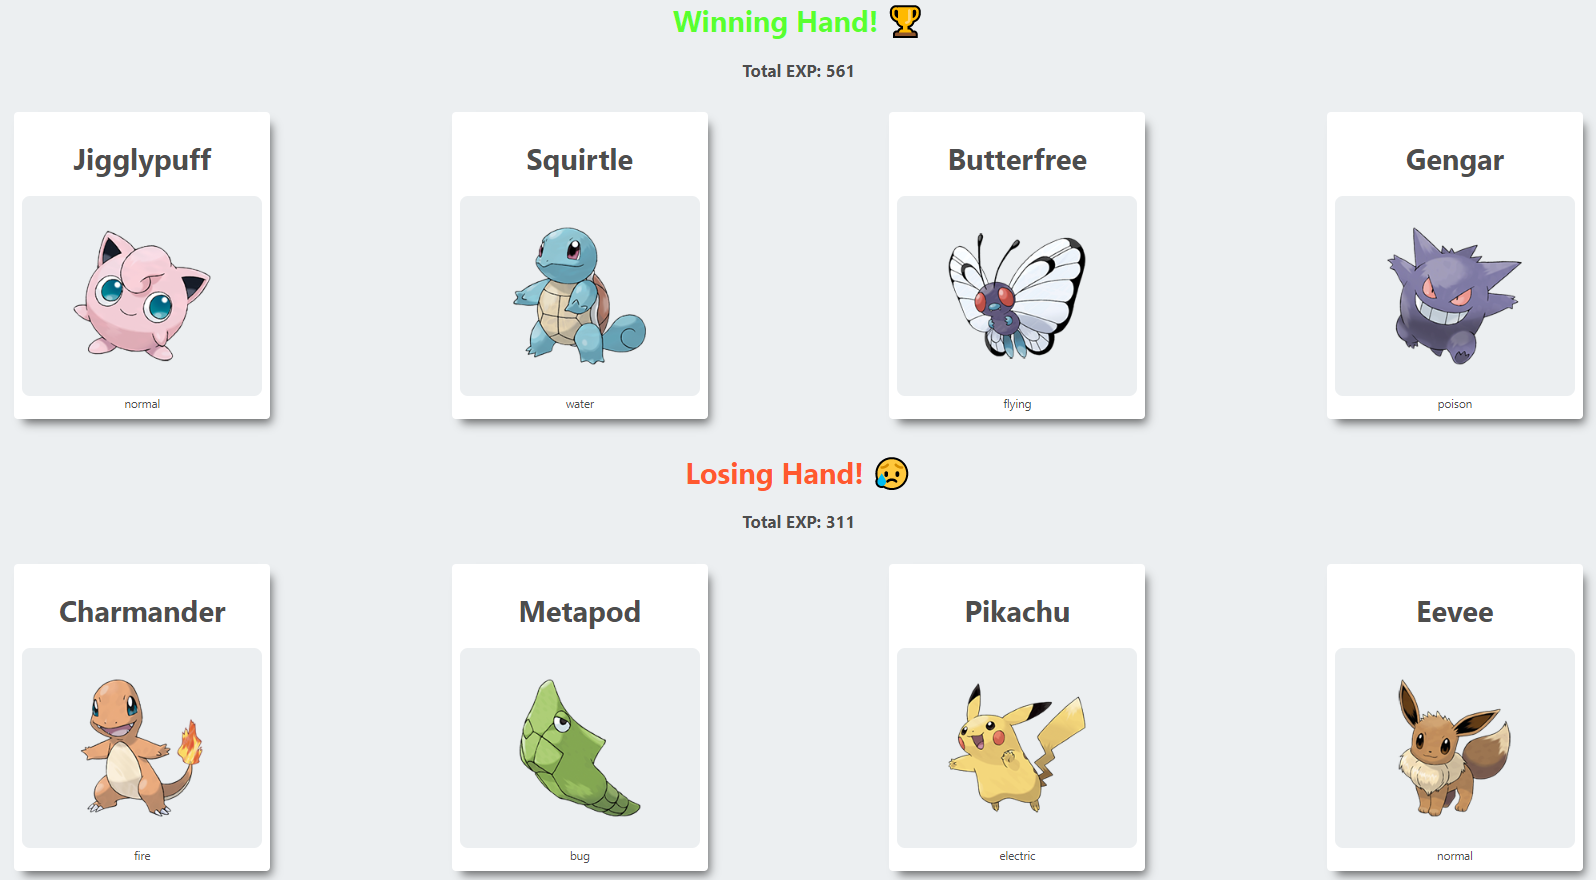 Winning Hand! 🏆
Total EXP: 561
Jigglypuff
Squirtle
Butterfree
Gengar
normal
water
flying
poison
Losing Hand! 😥
Total EXP: 311
Charmander
Metapod
Pikachu
Eevee
fire
bug
electric
normal